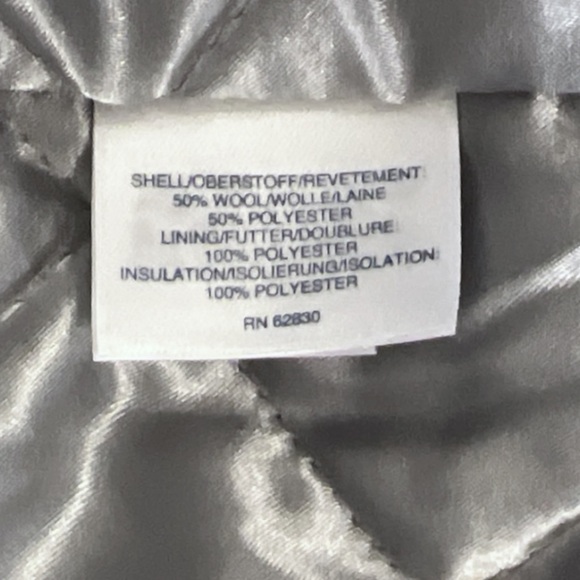 SHELL/OBERSTOFF/REVETEMENT:
50% WOOL/WOLLE/LAINE
50% POLYESTER
LINING/FUTTER/DOUBLURE:
100% POLYESTER
INSULATION/ISOLIERUNG/ISOLATION:
100% POLYESTER
RN 62830